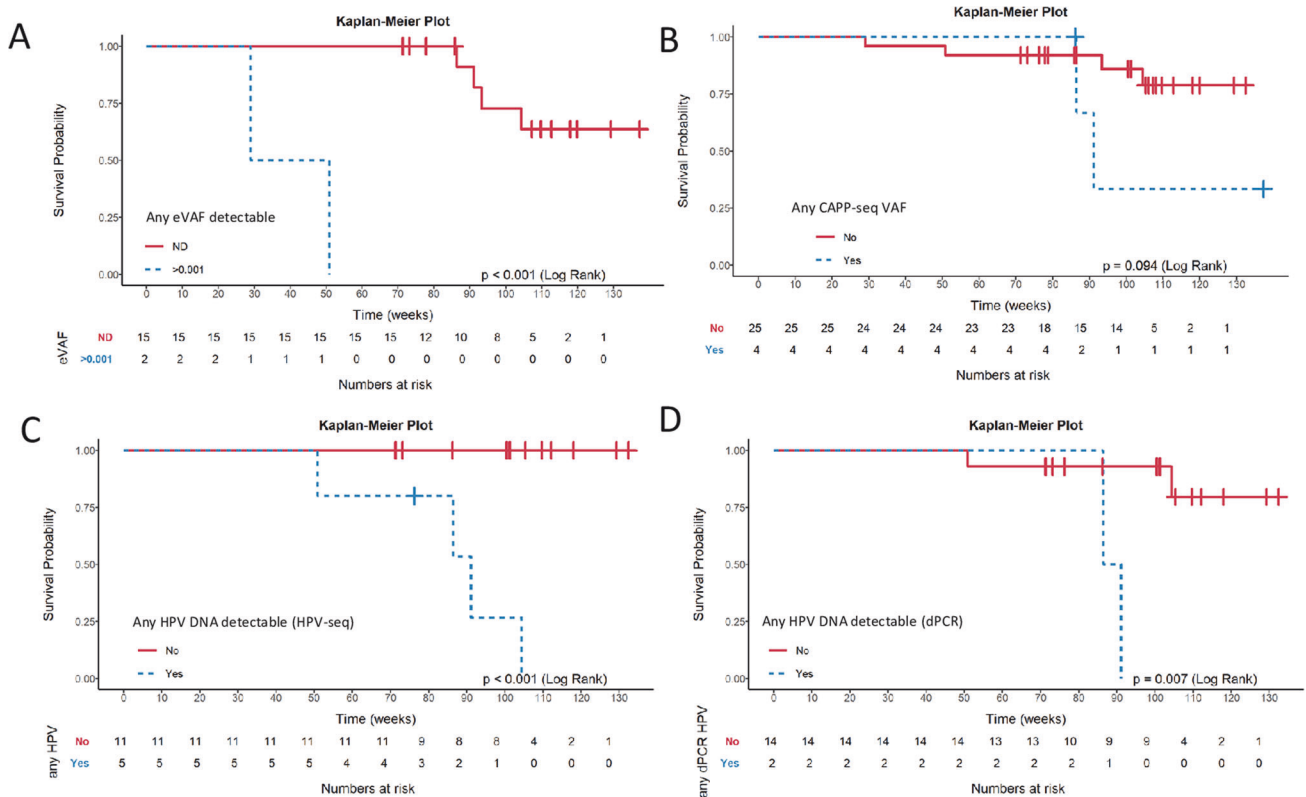 A
Kaplan-Meier Plot
1.00
0.75
0.50
0.25
0.00
Survival Probability
Any eVAF detectable
ND
>0.001
p < 0.001 (Log Rank)
0 10 20 30 40 50 60 70 80 90 100 110 120 130
Time (weeks)
eVAF
ND 15 15 15 15 15 15 15 15 12 10 8 5 2 1
>0.001 2 2 2 1 1 1 0 0 0 0 0 0 0 0
Numbers at risk
B
Kaplan-Meier Plot
1.00
0.75
0.50
0.25
0.00
Survival Probability
Any CAPP-seq VAF
No
Yes
p = 0.094 (Log Rank)
0 10 20 30 40 50 60 70 80 90 100 110 120 130
Time (weeks)
No 25 25 25 24 24 24 23 23 18 15 14 5 2 1
Yes 4 4 4 4 4 4 4 4 4 2 1 1 1 1
Numbers at risk
C
Kaplan-Meier Plot
1.00
0.75
0.50
0.25
0.00
Survival Probability
Any HPV DNA detectable (HPV-seq)
No
Yes
p < 0.001 (Log Rank)
0 10 20 30 40 50 60 70 80 90 100 110 120 130
Time (weeks)
any HPV
No 11 11 11 11 11 11 11 11 9 8 8 4 2 1
Yes 5 5 5 5 5 5 4 4 3 2 1 0 0 0
Numbers at risk
D
Kaplan-Meier Plot
1.00
0.75
0.50
0.25
0.00
Survival Probability
Any HPV DNA detectable (dPCR)
No
Yes
p = 0.007 (Log Rank)
0 10 20 30 40 50 60 70 80 90 100 110 120 130
Time (weeks)
any dPCR HPV
No 14 14 14 14 14 14 13 13 10 9 9 4 2 1
Yes 2 2 2 2 2 2 2 2 2 1 0 0 0 0
Numbers at risk